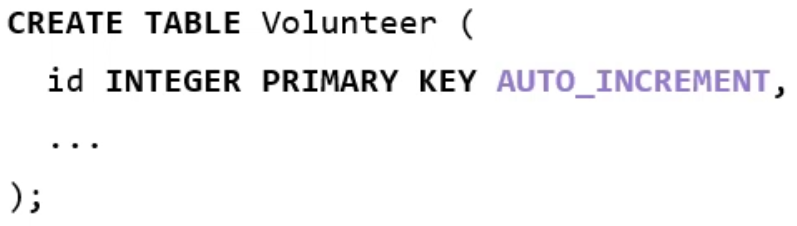 CREATE TABLE Volunteer (
id INTEGER PRIMARY KEY AUTO_INCREMENT,
...
);